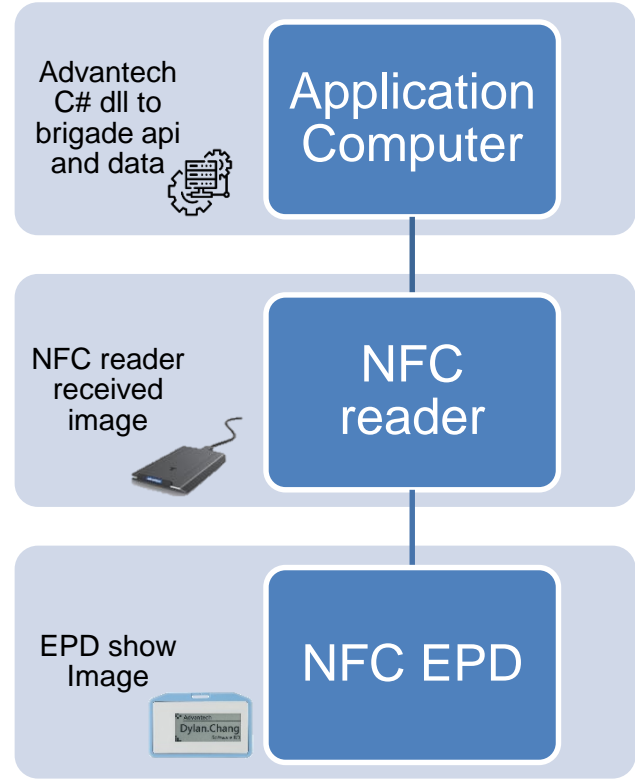 Advantech
C# dll to
brigade api
and data
Application
Computer
NFC reader
received
image
NFC
reader
EPD show
Image
NFC EPD
Advantech
Dylan.Chang